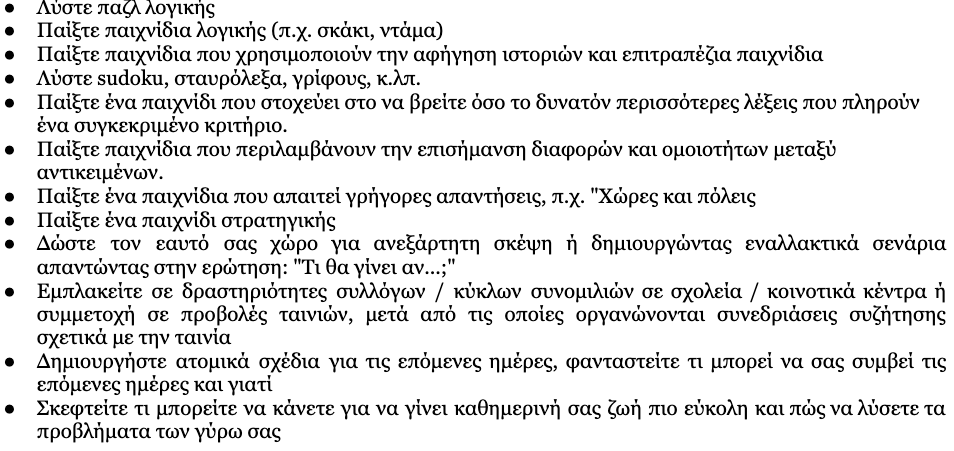 ● Λύστε παζλ λογικής
● Παίξτε παιχνίδια λογικής (π.χ. σκάκι, ντάμα)
● Παίξτε παιχνίδια που χρησιμοποιούν την αφήγηση ιστοριών και επιτραπέζια παιχνίδια
● Λύστε sudoku, σταυρόλεξα, γρίφους, κ.λπ.
● Παίξτε ένα παιχνίδι που στοχεύει στο να βρείτε όσο το δυνατόν περισσότερες λέξεις που πληρούν
ένα συγκεκριμένο κριτήριο.
● Παίξτε παιχνίδια που περιλαμβάνουν την επισήμανση διαφορών και ομοιοτήτων μεταξύ
αντικειμένων.
● Παίξτε ένα παιχνίδια που απαιτεί γρήγορες απαντήσεις, π.χ. "Χώρες και πόλεις
● Παίξτε ένα παιχνίδι στρατηγικής
● Δώστε τον εαυτό σας χώρο για ανεξάρτητη σκέψη ή δημιουργώντας εναλλακτικά σενάρια
απαντώντας στην ερώτηση: "Τι θα γίνει αν...;"
● Εμπλακείτε σε δραστηριότητες συλλόγων / κύκλων συνομιλιών σε σχολεία / κοινοτικά κέντρα ή
συμμετοχή σε προβολές ταινιών, μετά από τις οποίες οργανώνονται συνεδριάσεις συζήτησης
σχετικά με την ταινία
● Δημιουργήστε ατομικά σχέδια για τις επόμενες ημέρες, φανταστείτε τι μπορεί να σας συμβεί τις
επόμενες ημέρες και γιατί
● Σκεφτείτε τι μπορείτε να κάνετε για να γίνει καθημερινή σας ζωή πιο εύκολη και πώς να λύσετε τα
προβλήματα των γύρω σας